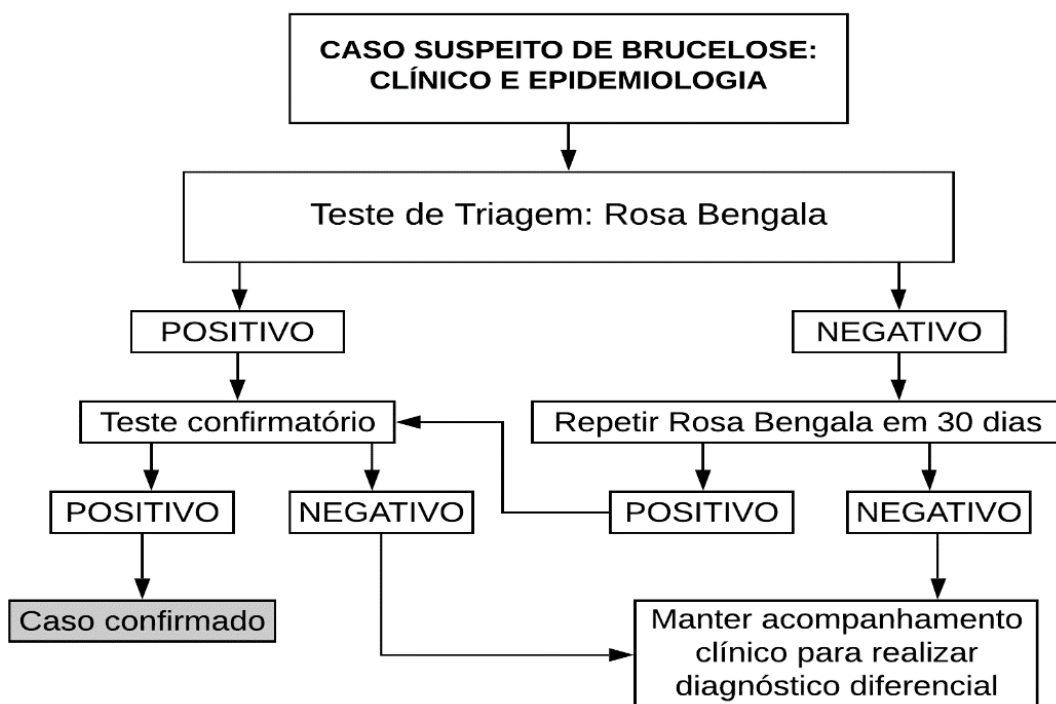 CASO SUSPEITO DE BRUCELOSE:
CLÍNICO E EPIDEMIOLOGIA
Teste de Triagem: Rosa Bengala
POSITIVO
NEGATIVO
Teste confirmatório
Repetir Rosa Bengala em 30 dias
POSITIVO
NEGATIVO
POSITIVO
NEGATIVO
Caso confirmado
Manter acompanhamento
clínico para realizar
diagnóstico diferencial